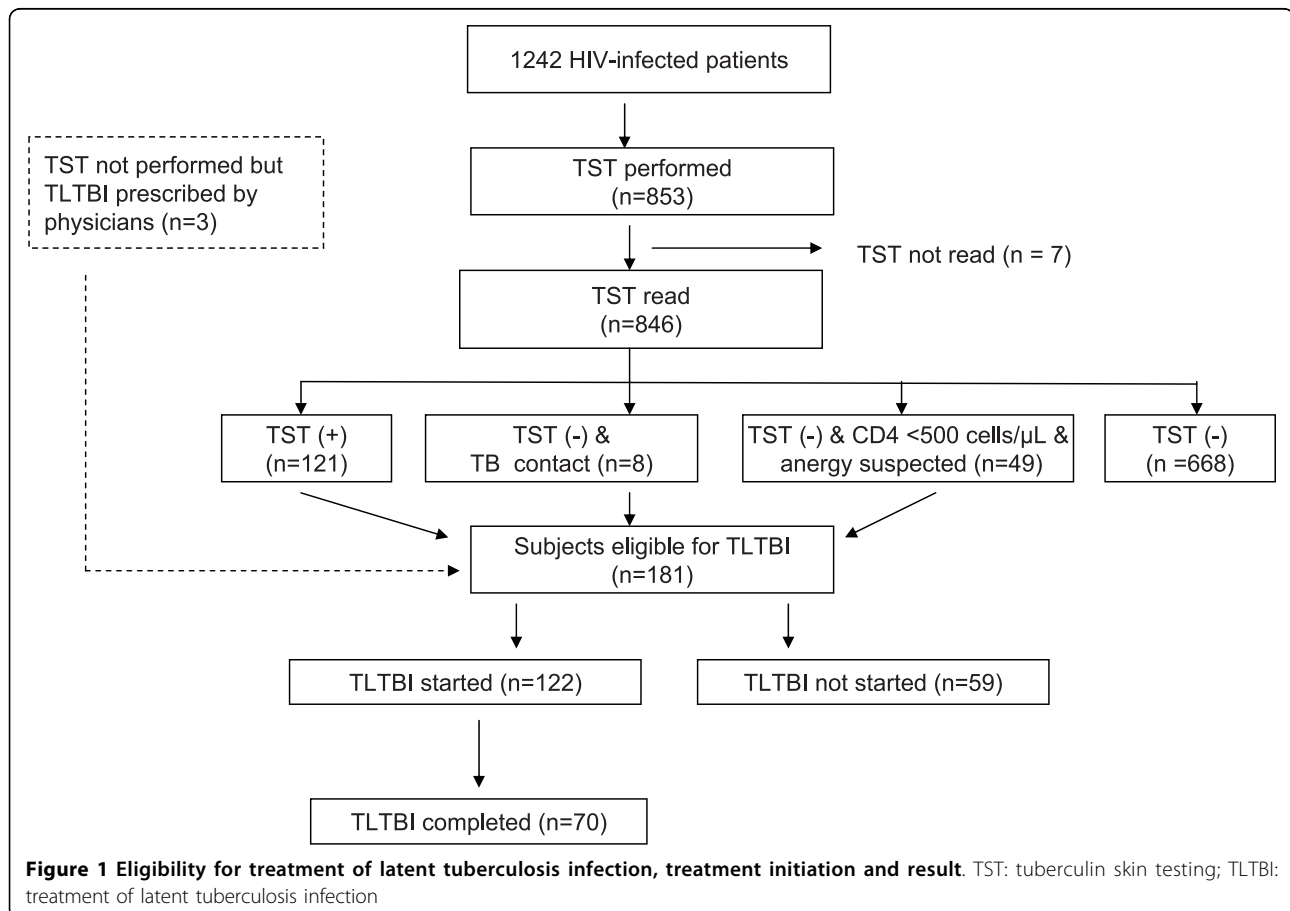 1242 HIV-infected patients
TST not performed but
TLTBI prescribed by
physicians (n=3)
TST performed
(n=853)
TST not read (n = 7)
TST read
(n=846)
TST (+)
(n=121)
TST (-) &
TB contact (n=8)
TST (-) & CD4 <500 cells/µL &
anergy suspected (n=49)
TST (-)
(n =668)
Subjects eligible for TLTBI
(n=181)
TLTBI started (n=122)
TLTBI not started (n=59)
TLTBI completed (n=70)
Figure 1 Eligibility for treatment of latent tuberculosis infection, treatment initiation and result. TST: tuberculin skin testing; TLTBI:
treatment of latent tuberculosis infection